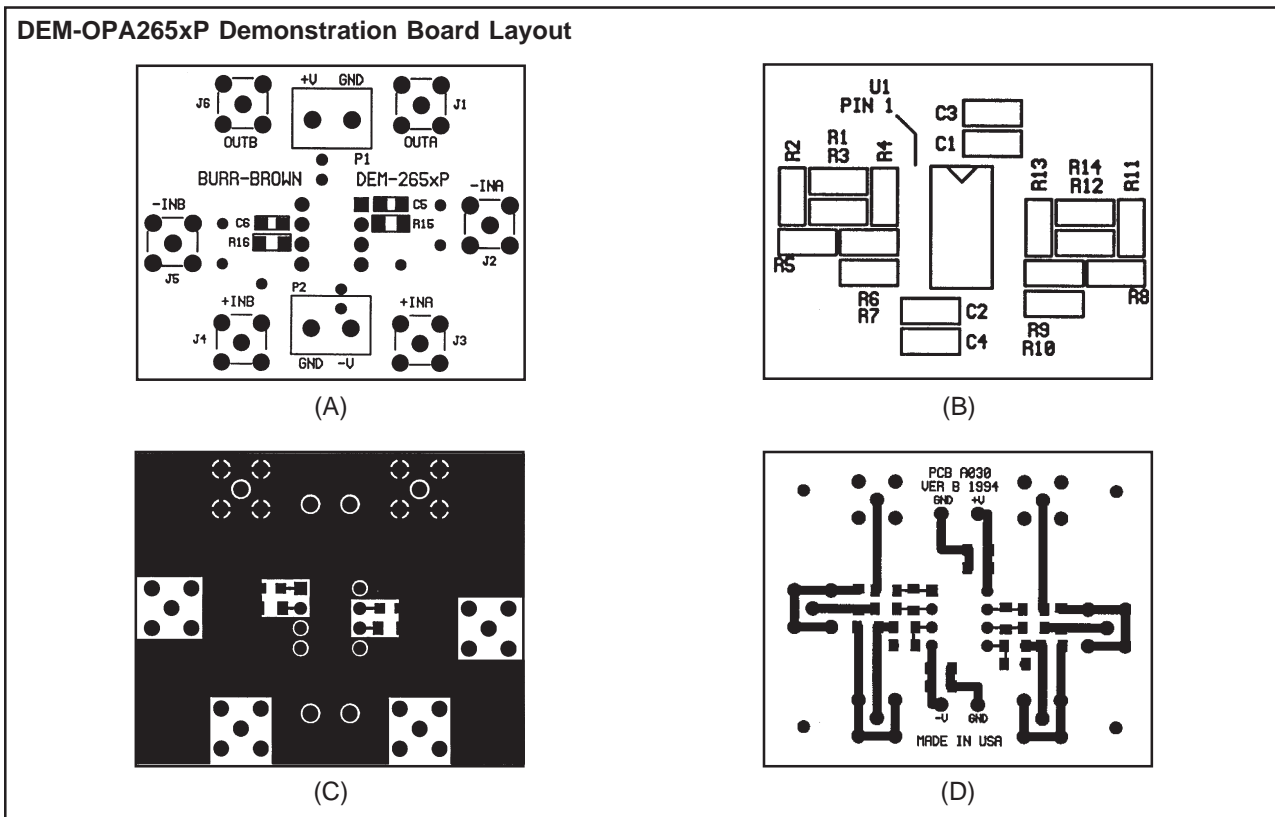 DEM-OPA265xP Demonstration Board Layout
+V GND
J6
J1
OUTB
OUTA
P1
BURR-BROWN
DEM-265xP
-INB
-INA
C5
C6
R15
R16
J5
J2
P2
+INB
+INA
J4
J3
GND -V
(A)
U1
PIN 1
C3
C1
R2
R1
R3
R4
R13
R14
R12
R11
R5
R6
R7
R8
C2
C4
R9
R10
(B)
(C)
PCB A030
VER B 1994
GND +V
-V GND
MADE IN USA
(D)